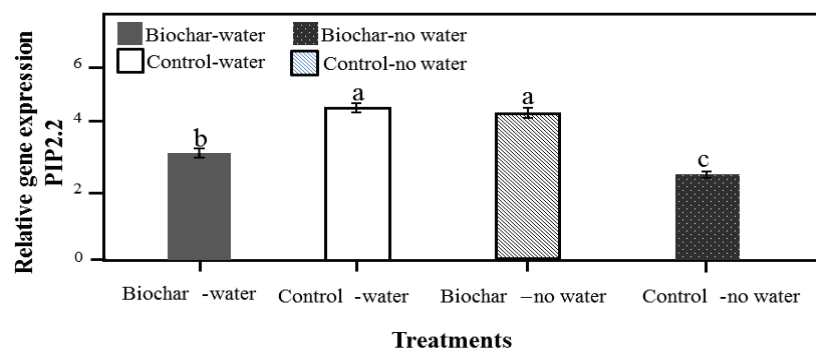 Biochar-water
Biochar-no water
Control-water
Control-no water
Relative gene expression
PIP2.2
6
4
2
0
b
a
a
c
Biochar -water
Control -water
Biochar –no water
Control -no water
Treatments